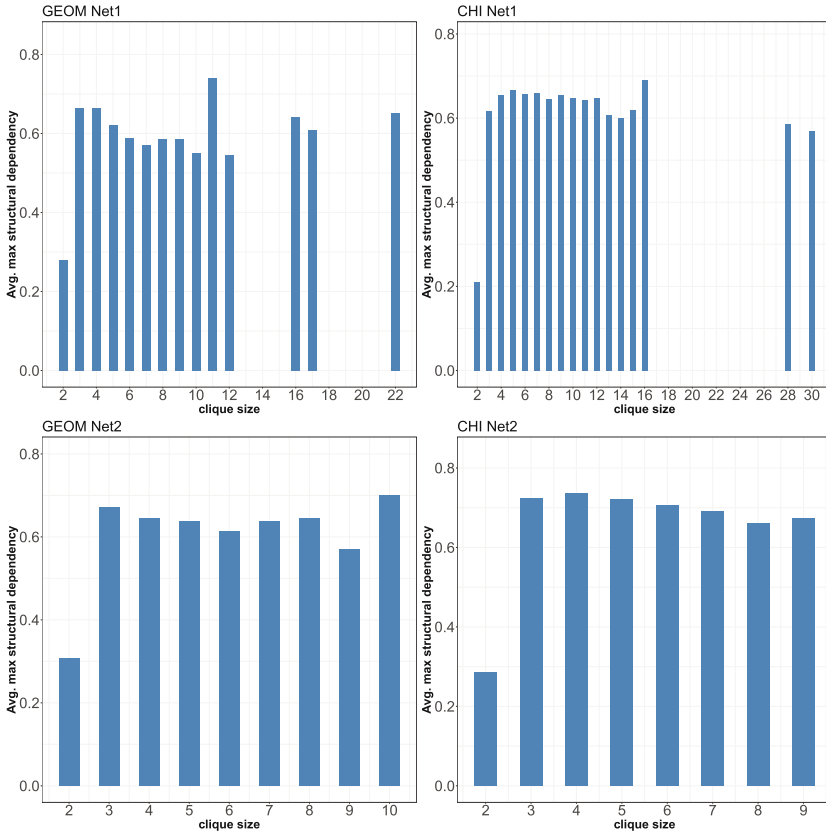 GEOM Net1
Avg. max structural dependency
0.8
0.6
0.4
0.2
0.0
2 4 6 8 10 12 14 16 18 20 22
clique size
CHI Net1
Avg. max structural dependency
0.8
0.6
0.4
0.2
0.0
2 4 6 8 10 12 14 16 18 20 22 24 26 28 30
clique size
GEOM Net2
Avg. max structural dependency
0.8
0.6
0.4
0.2
0.0
2 3 4 5 6 7 8 9 10
clique size
CHI Net2
Avg. max structural dependency
0.8
0.6
0.4
0.2
0.0
2 3 4 5 6 7 8 9
clique size